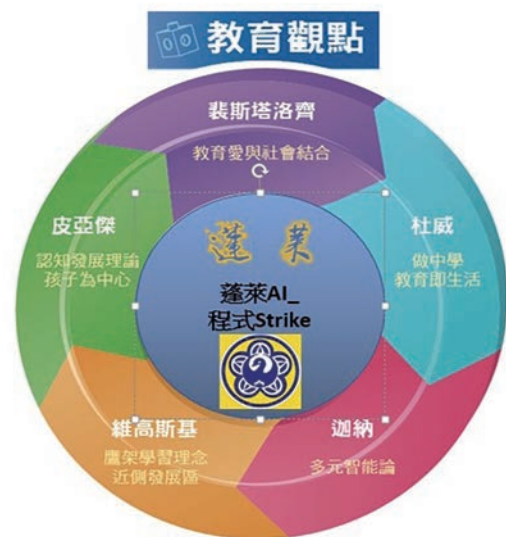 教育觀點
裴斯塔洛齊
教育愛與社會結合
杜威
做中學
教育即生活
迦納
多元智能論
維高斯基
鷹架學習理念
近側發展區
皮亞傑
認知發展理論
孩子為中心
蓬萊
蓬萊AI_
程式Strike